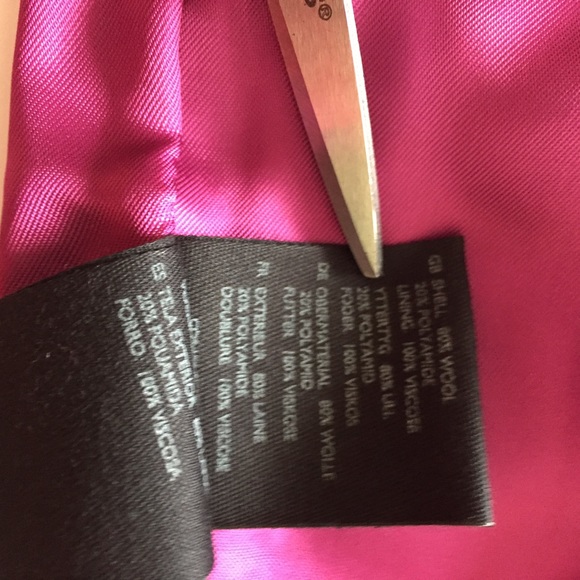 GB SHELL 80% WOOL
20% POLYAMIDE
LINING 100% VISCOSE
YTTERTYG 80% ULL
20% POLYAMID
FODER 100% VISKOS
DE OBERMATERIAL 80% WOLLE
20% POLYAMID
FUTTER 100% VISKOSE
FR EXTERIEUR 80% LAINE
20% POLYAMIDE
DOUBLURE 100% VISCOSE
ES TELA EXTERIOR
20% POLIAMIDA
FORRO 100% VISCOSA